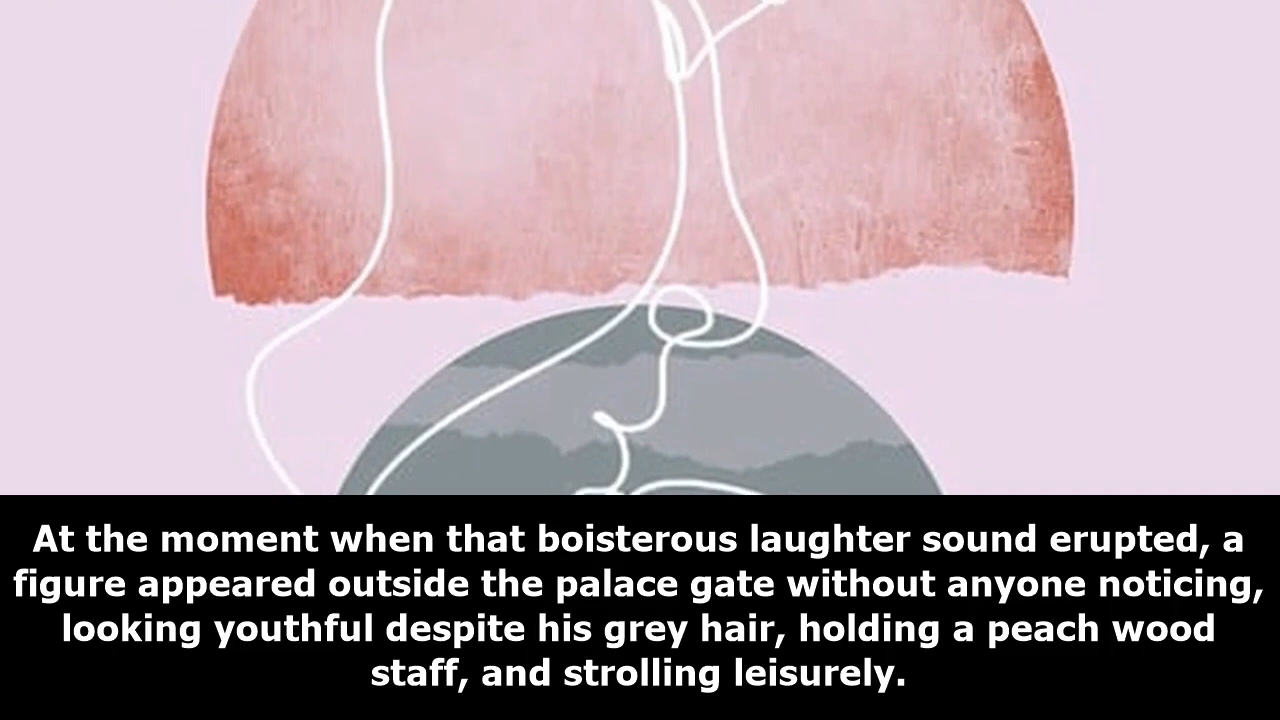 At the moment when that boisterous laughter sound erupted, a
figure appeared outside the palace gate without anyone noticing,
looking youthful despite his grey hair, holding a peach wood
staff, and strolling leisurely.